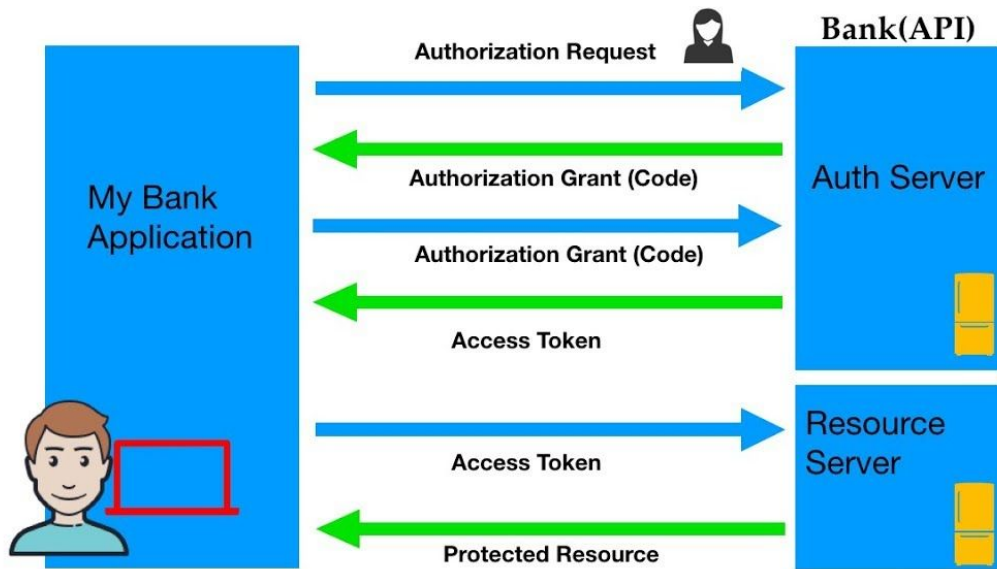 Bank(API)
Authorization Request
Authorization Grant (Code)
My Bank
Application
Auth Server
Authorization Grant (Code)
Access Token
Resource
Server
Access Token
Protected Resource